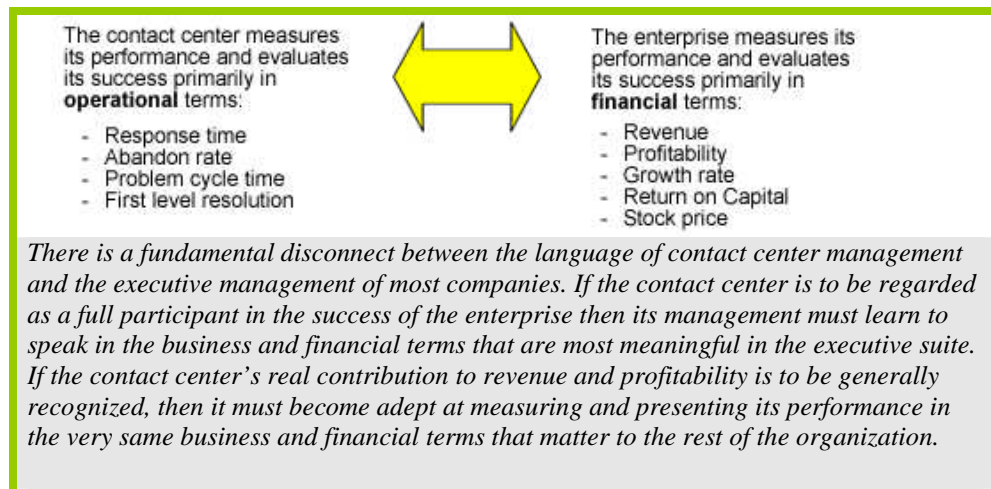 The contact center measures
its performance and evaluates
its success primarily in
operational terms:
- Response time
- Abandon rate
- Problem cycle time
- First level resolution
The enterprise measures its
performance and evaluates
its success primarily in
financial terms:
- Revenue
- Profitability
- Growth rate
- Return on Capital
- Stock price
There is a fundamental disconnect between the language of contact center management
and the executive management of most companies. If the contact center is to be regarded
as a full participant in the success of the enterprise then its management must learn to
speak in the business and financial terms that are most meaningful in the executive suite.
If the contact center’s real contribution to revenue and profitability is to be generally
recognized, then it must become adept at measuring and presenting its performance in
the very same business and financial terms that matter to the rest of the organization.